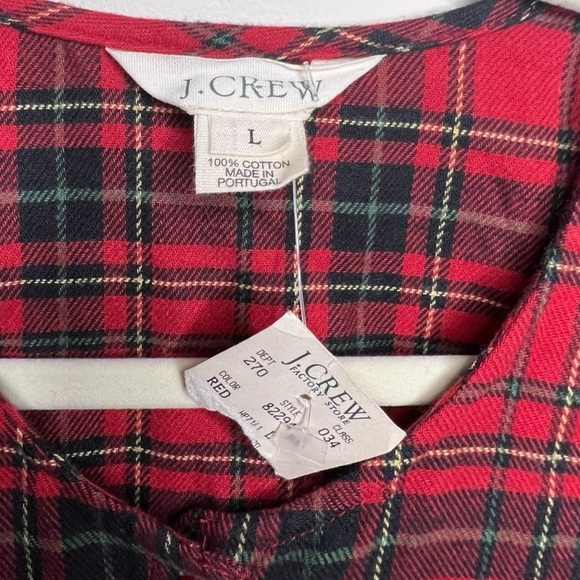 J.CREW
L
100% COTTON
MADE IN
PORTUGAL
J.CREW
FACTORY STORE
DEPT STYLE CLASS
270 034
COLOR
RED